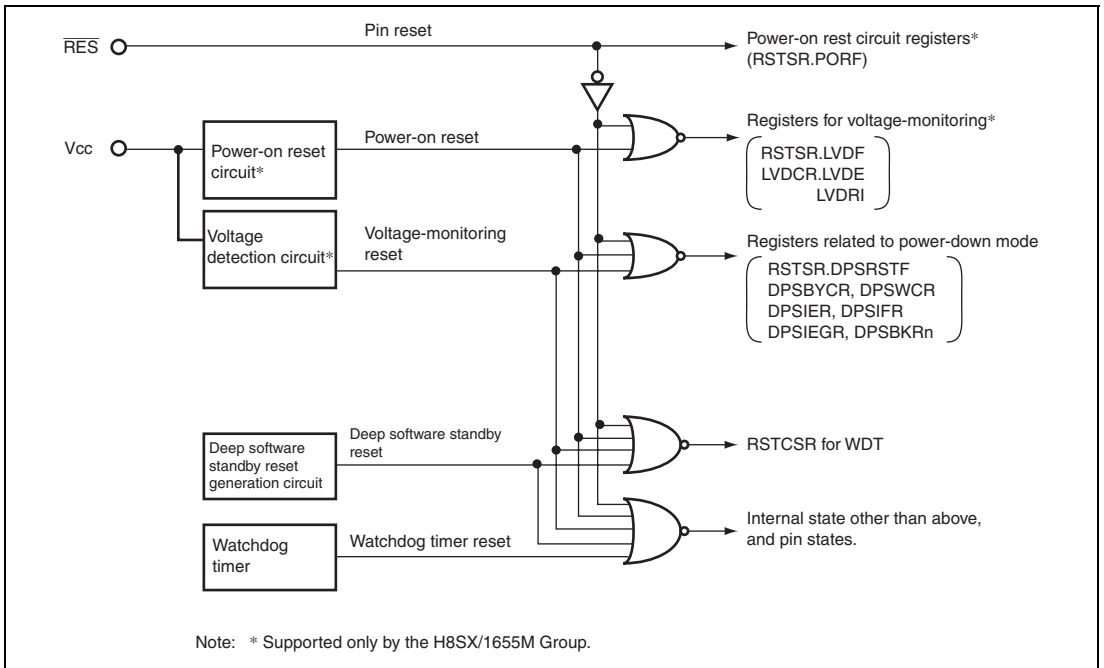 RES
Pin reset
Power-on rest circuit registers*
(RSTSR.PORF)
Vcc
Power-on reset
circuit*
Power-on reset
Registers for voltage-monitoring*
RSTSR.LVDF
LVDCR.LVDE
LVDRI
Voltage
detection circuit*
Voltage-monitoring
reset
Registers related to power-down mode
RSTSR.DPSRSTF
DPSBYCR, DPSWCR
DPSIER, DPSIFR
DPSIEGR, DPSBKRn
Deep software
standby reset
generation circuit
Deep software standby
reset
RSTCSR for WDT
Watchdog
timer
Watchdog timer reset
Internal state other than above,
and pin states.
Note: * Supported only by the H8SX/1655M Group.